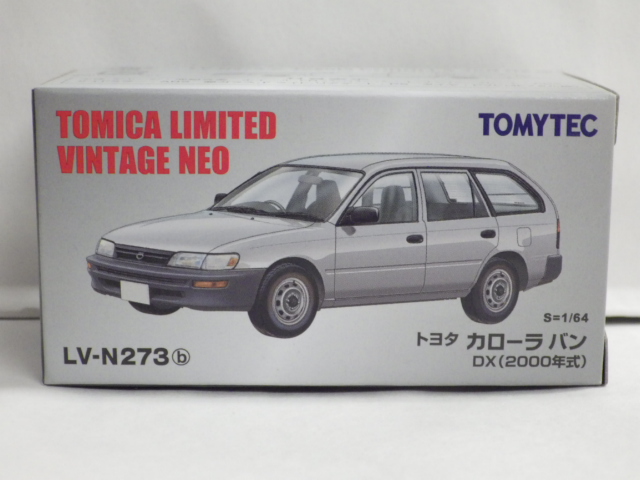 TOMICA LIMITED
VINTAGE NEO
TOMYTEC
S=1/64
トヨタ カローラ バン
DX(2000年式)
LV-N273ⓑ